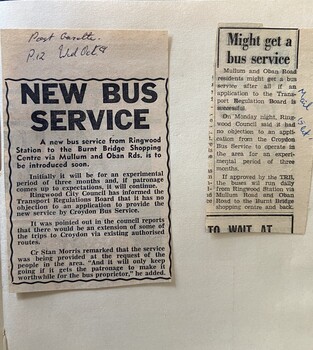 Post Gazette
P.12
NEW BUS
SERVICE
A new bus service from Ringwood
Station to the Burnt Bridge Shopping
Centre via Mullum and Oban Rds. is
to be introduced soon.
Initially it will be for an experimental
period of three months and, if patronage
comes up to expectations, it will continue.
Ringwood City Council has informed the
Transport Regulations Board that it has no
objection to an application to provide the
new service by Croydon Bus Service.
It was pointed out in the council reports
that there would be an extension of some of
the trips to Croydon via existing authorised
routes.
Cr Stan Morris remarked that the service
was being provided at the request of the
people in the area. "And it will only keep
going if it gets the patronage to make it
worthwhile for the bus proprietor," he added.
Might get a
bus service
Mullum and Oban Road
residents might get a bus
service after all if an
application to the Trans-
port Regulation Board is
successful.
On Monday night, Ring-
wood Council said it had
no objection to an appli-
cation from the Croydon
Bus Service to operate in
the area for an experi-
mental period of three
months.
If approved by the TRB,
the buses will run daily
from Ringwood station via
Mullum Road and Oban
Road to the Burnt Bridge
shopping centre and back.
Mail
TO WAIT AT